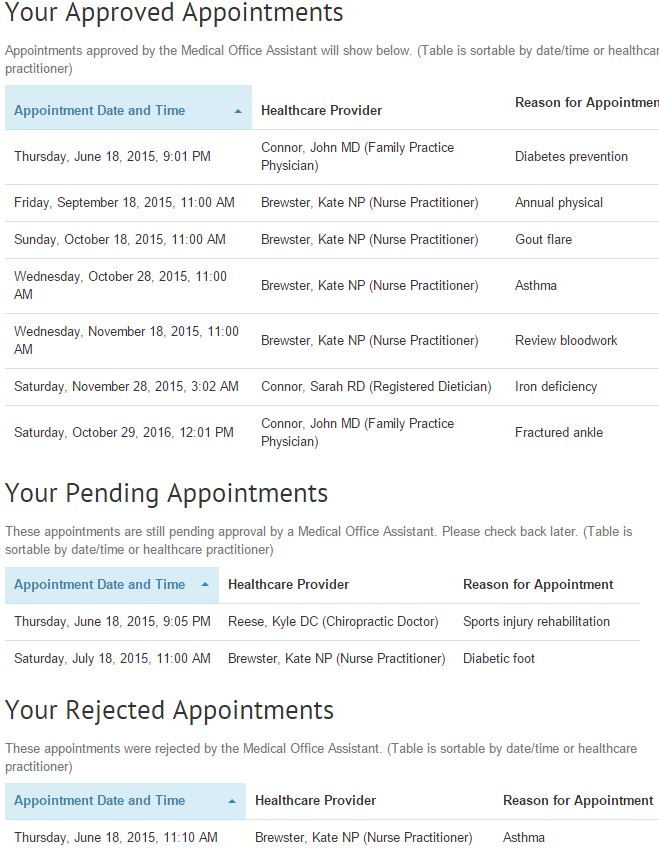 Your Approved Appointments
Appointments approved by the Medical Office Assistant will show below. (Table is sortable by date/time or healthcar
practitioner)
Appointment Date and Time Healthcare Provider Reason for Appointmen
Thursday, June 18, 2015, 9:01 PM Connor, John MD (Family Practice
Physician) Diabetes prevention
Friday, September 18, 2015, 11:00 AM Brewster, Kate NP (Nurse Practitioner) Annual physical
Sunday, October 18, 2015, 11:00 AM Brewster, Kate NP (Nurse Practitioner) Gout flare
Wednesday, October 28, 2015, 11:00
AM Brewster, Kate NP (Nurse Practitioner) Asthma
Wednesday, November 18, 2015, 11:00
AM Brewster, Kate NP (Nurse Practitioner) Review bloodwork
Saturday, November 28, 2015, 3:02 AM Connor, Sarah RD (Registered Dietician) Iron deficiency
Saturday, October 29, 2016, 12:01 PM Connor, John MD (Family Practice
Physician) Fractured ankle
Your Pending Appointments
These appointments are still pending approval by a Medical Office Assistant. Please check back later. (Table is
sortable by date/time or healthcare practitioner)
Appointment Date and Time Healthcare Provider Reason for Appointment
Thursday, June 18, 2015, 9:05 PM Reese, Kyle DC (Chiropractic Doctor) Sports injury rehabilitation
Saturday, July 18, 2015, 11:00 AM Brewster, Kate NP (Nurse Practitioner) Diabetic foot
Your Rejected Appointments
These appointments were rejected by the Medical Office Assistant. (Table is sortable by date/time or healthcare
practitioner)
Appointment Date and Time Healthcare Provider Reason for Appointment
Thursday, June 18, 2015, 11:10 AM Brewster, Kate NP (Nurse Practitioner) Asthma